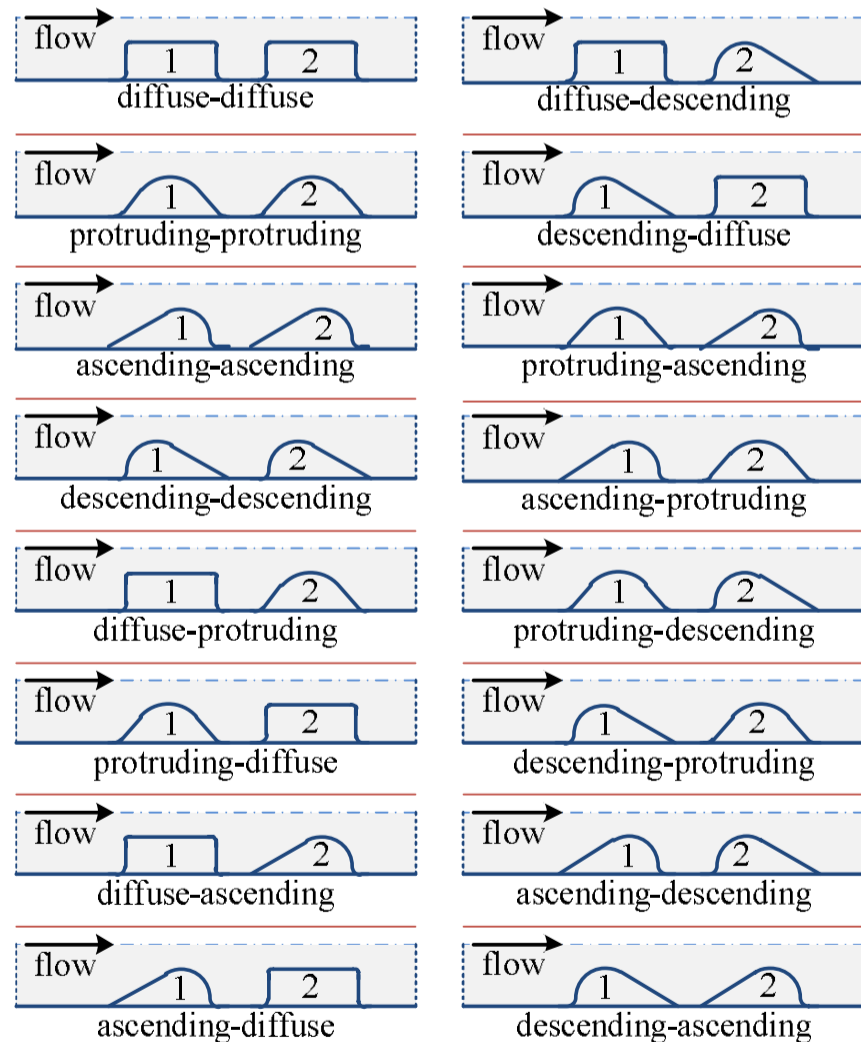 flow
1 2
diffuse-diffuse
flow
1 2
protruding-protruding
flow
1 2
ascending-ascending
flow
1 2
descending-descending
flow
1 2
diffuse-protruding
flow
1 2
protruding-diffuse
flow
1 2
diffuse-ascending
flow
1 2
ascending-diffuse
flow
1 2
diffuse-descending
flow
1 2
descending-diffuse
flow
1 2
protruding-ascending
flow
1 2
ascending-protruding
flow
1 2
protruding-descending
flow
1 2
descending-protruding
flow
1 2
ascending-descending
flow
1 2
descending-ascending